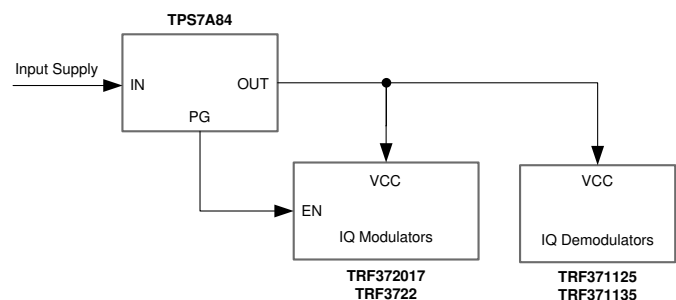 TPS7A84
Input Supply
IN
OUT
PG
VCC
VCC
EN
IQ Modulators
IQ Demodulators
TRF372017
TRF3722
TRF371125
TRF371135